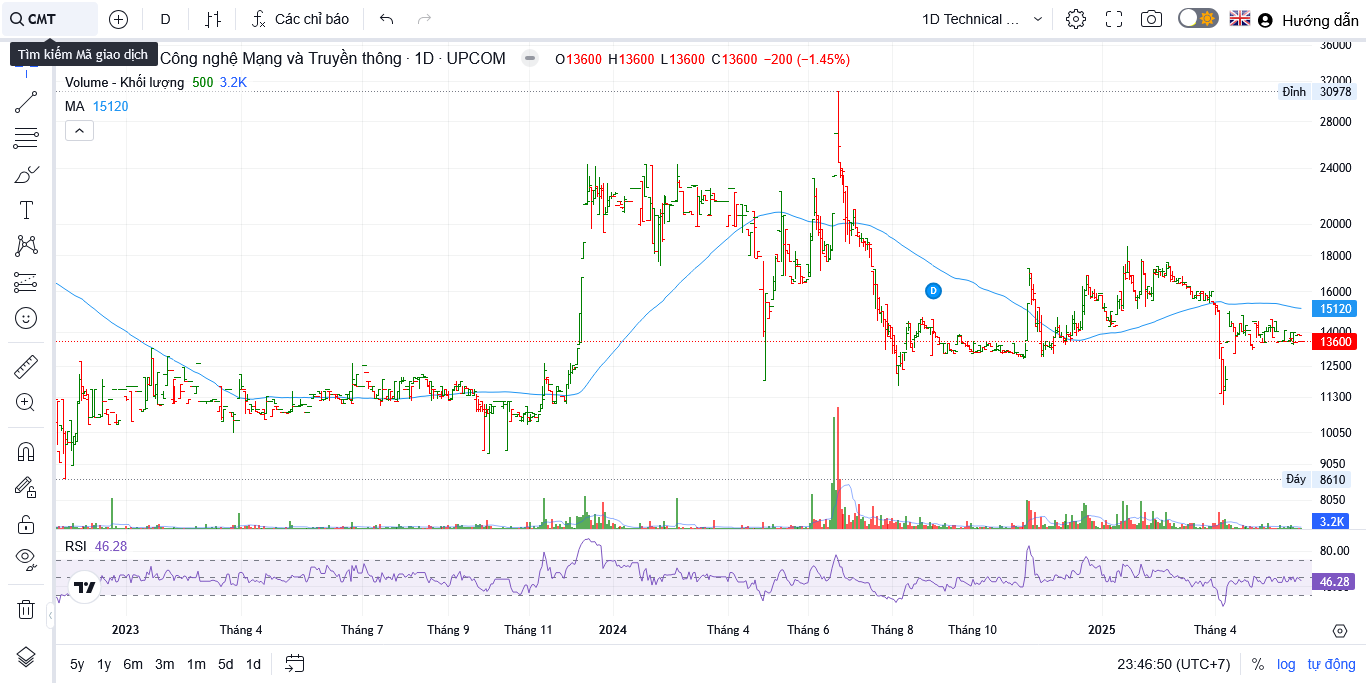 CMT
D
Các chỉ báo
1D Technical ...
Hướng dẫn
Tìm kiếm Mã giao dịch
Công nghệ Mạng và Truyền thông · 1D · UPCOM
O13600 H13600 L13600 C13600 −200 (−1.45%)
Volume - Khối lượng 500 3.2K
MA 15120
36000
32000
Đỉnh 30978
28000
24000
20000
18000
16000
15120
14000
13600
12500
11300
10050
9050
Đáy 8610
8050
3.2K
D
RSI 46.28
80.00
46.28
2023
Tháng 4
Tháng 7
Tháng 9
Tháng 11
2024
Tháng 4
Tháng 6
Tháng 8
Tháng 10
2025
Tháng 4
5y 1y 6m 3m 1m 5d 1d
23:46:50 (UTC+7)
% log tự động